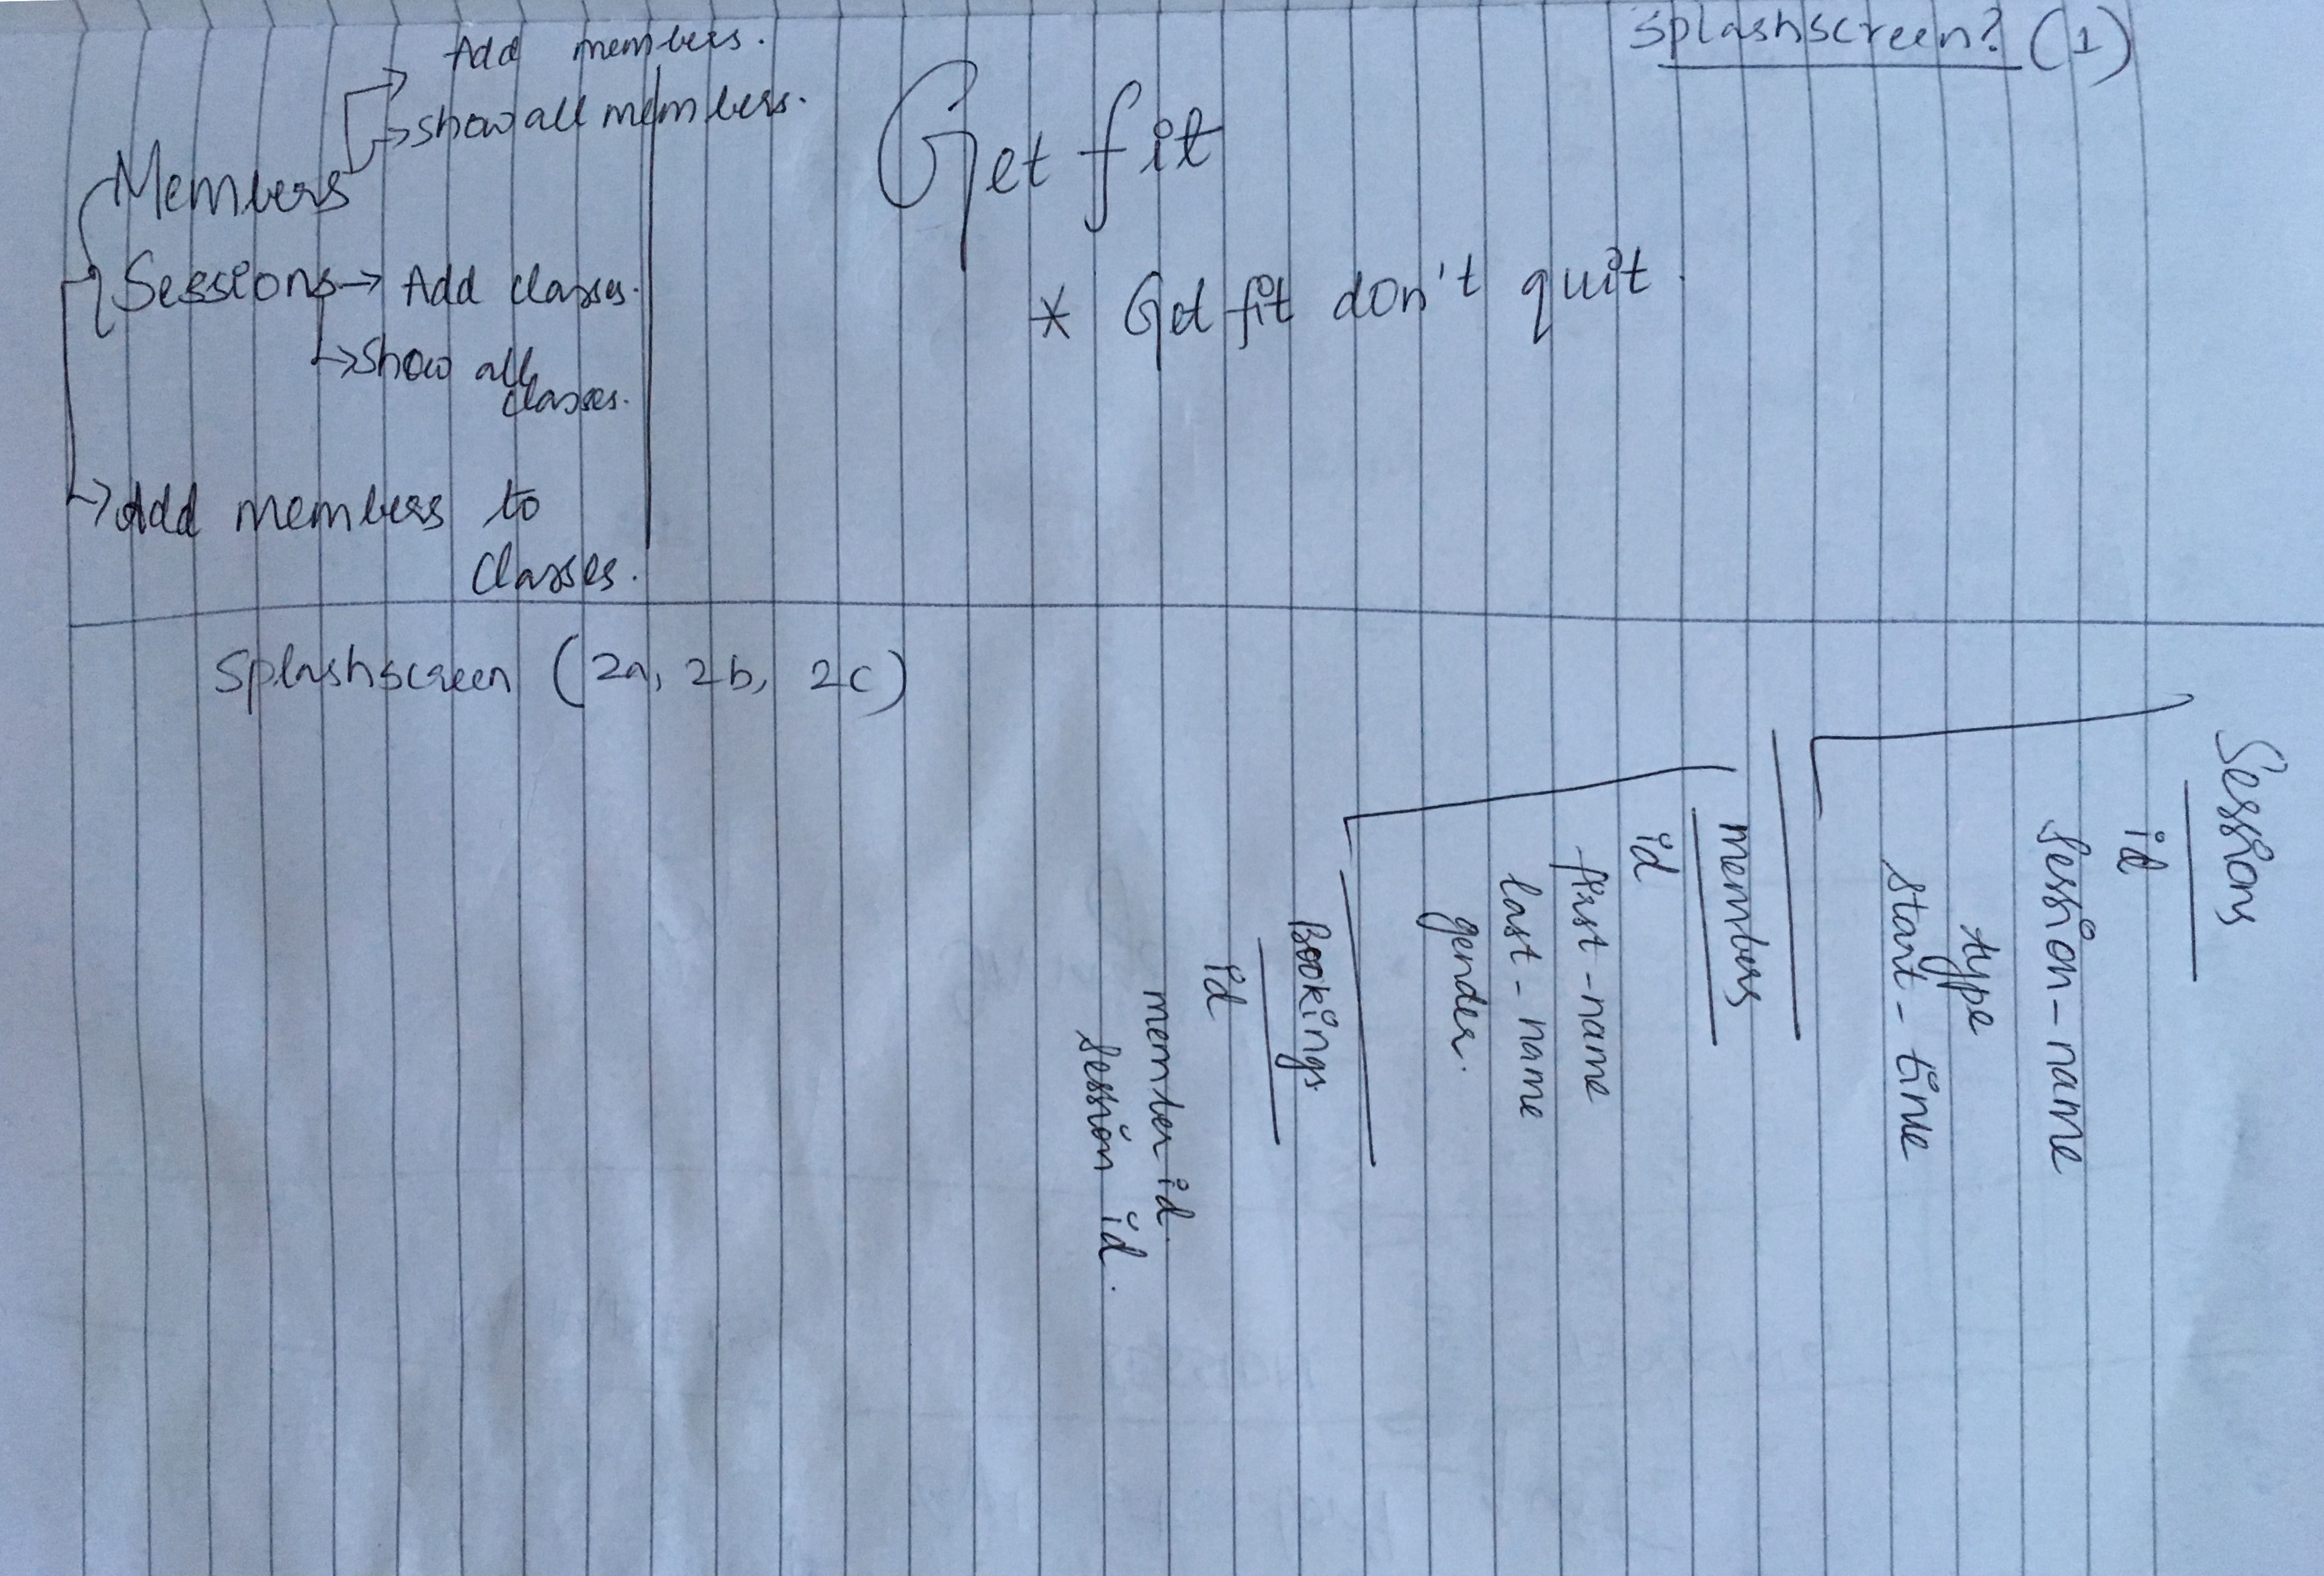 Splashscreen? (1)
Add members.
→ show all members.
Members
Get fit
Sessions → Add classes.
* Get fit don't quit.
→ show all
classes.
→ Add members to
classes.
Splashscreen (2a, 2b, 2c)
Sessions
id
session-name
type
start-time
members
id
first-name
last-name
gender.
Bookings
id
member id.
session id.